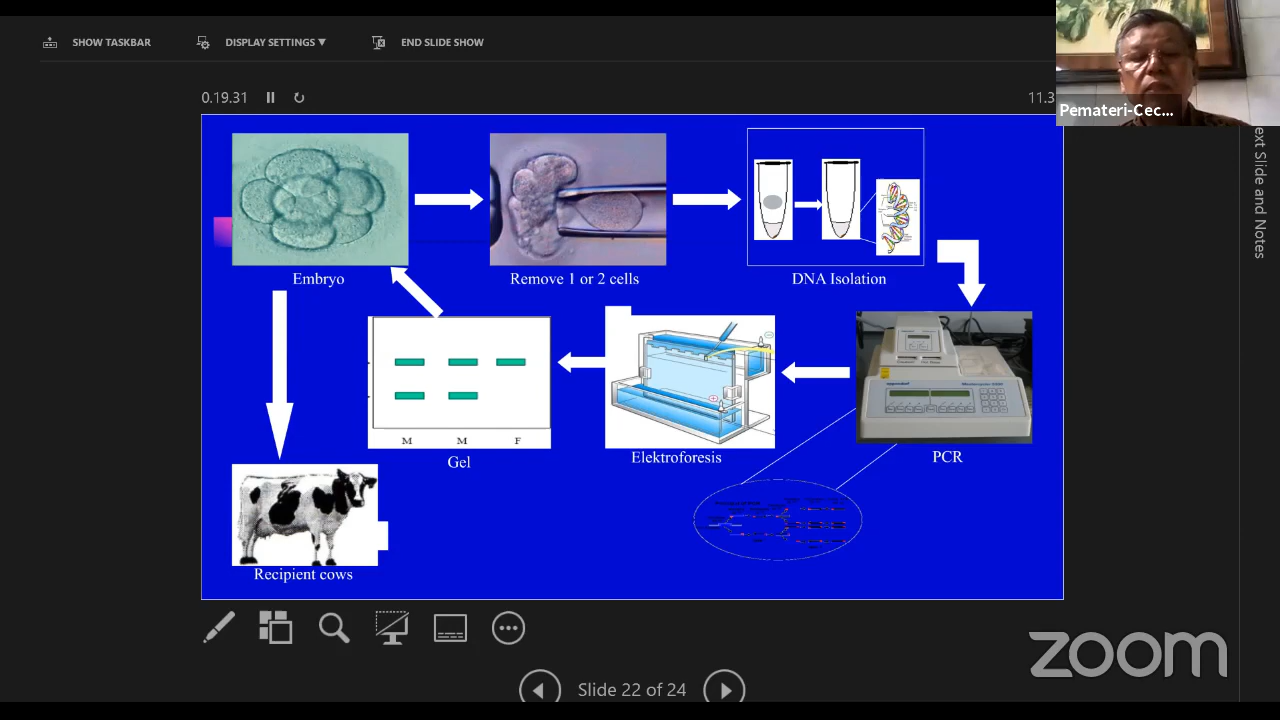 SHOW TASKBAR
DISPLAY SETTINGS ▼
END SLIDE SHOW
0.19.31
11.3
Pemateri-Cec...
ext Slide and Notes
Embryo
Remove 1 or 2 cells
DNA Isolation
M M F
Gel
Elektroforesis
PCR
Recipient cows
Slide 22 of 24
zoom